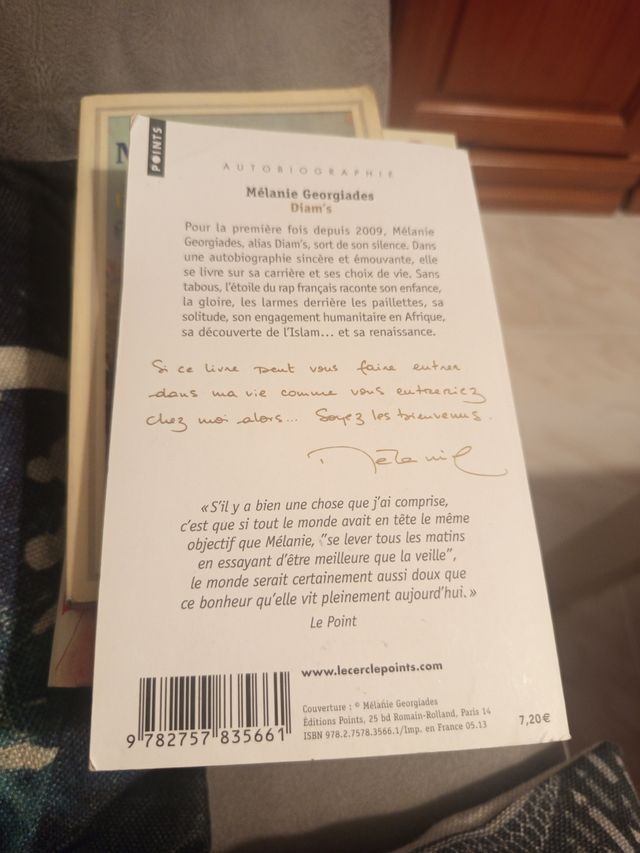 POINTS
AUTOBIOGRAPHIE
Mélanie Georgiades
Diam's
Pour la première fois depuis 2009, Mélanie
Georgiades, alias Diam's, sort de son silence. Dans
une autobiographie sincère et émouvante, elle
se livre sur sa carrière et ses choix de vie. Sans
tabous, l'étoile du rap français raconte son enfance,
la gloire, les larmes derrière les paillettes, sa
solitude, son engagement humanitaire en Afrique,
sa découverte de l'Islam... et sa renaissance.
Si ce livre peut vous faire entrer
dans ma vie comme vous entreriez
chez moi alors... Soyez les bienvenus.
Mélanie
« S'il y a bien une chose que j'ai comprise,
c'est que si tout le monde avait en tête le même
objectif que Mélanie, "se lever tous les matins
en essayant d'être meilleure que la veille",
le monde serait certainement aussi doux que
ce bonheur qu'elle vit pleinement aujourd'hui. »
Le Point
www.lecerclepoints.com
Couverture : © Mélanie Georgiades
Éditions Points, 25 bd Romain-Rolland, Paris 14
ISBN 978.2.7578.3566.1/Imp. en France 05.13
7,20€
9 782757 835661